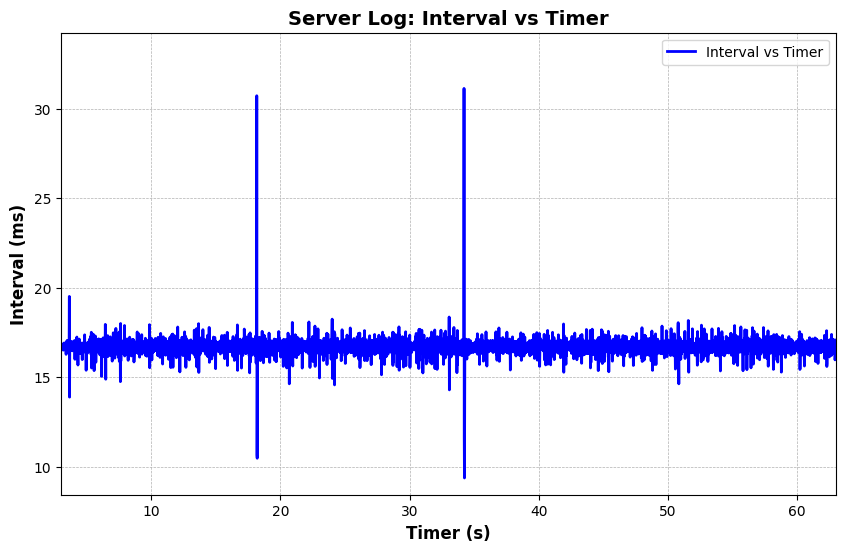 Server Log: Interval vs Timer
Interval vs Timer
Interval (ms)
30
25
20
15
10
10 20 30 40 50 60
Timer (s)